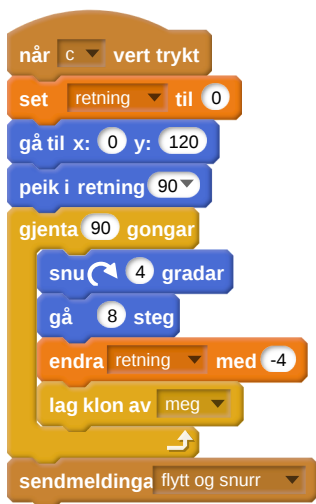 når c vert trykt
set retning til 0
gå til x: 0 y: 120
peik i retning 90
gjenta 90 gongar
snu 4 gradar
gå 8 steg
endra retning med -4
lag klon av meg
sendmeldinga flytt og snurr